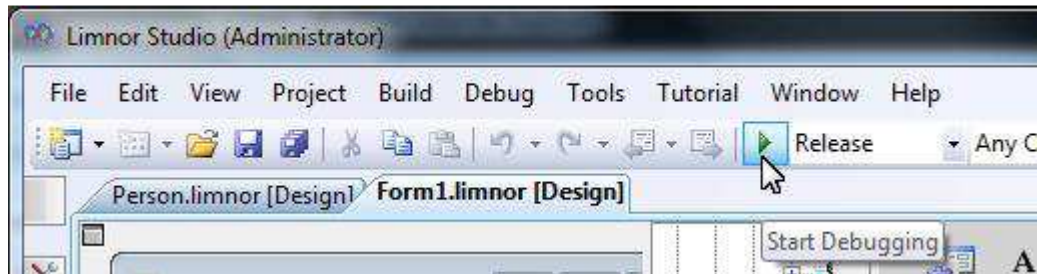 Limnor Studio (Administrator)
File Edit View Project Build Debug Tools Tutorial Window Help
Release Any C
Person.limnor [Design] Form1.limnor [Design]
Start Debugging
A